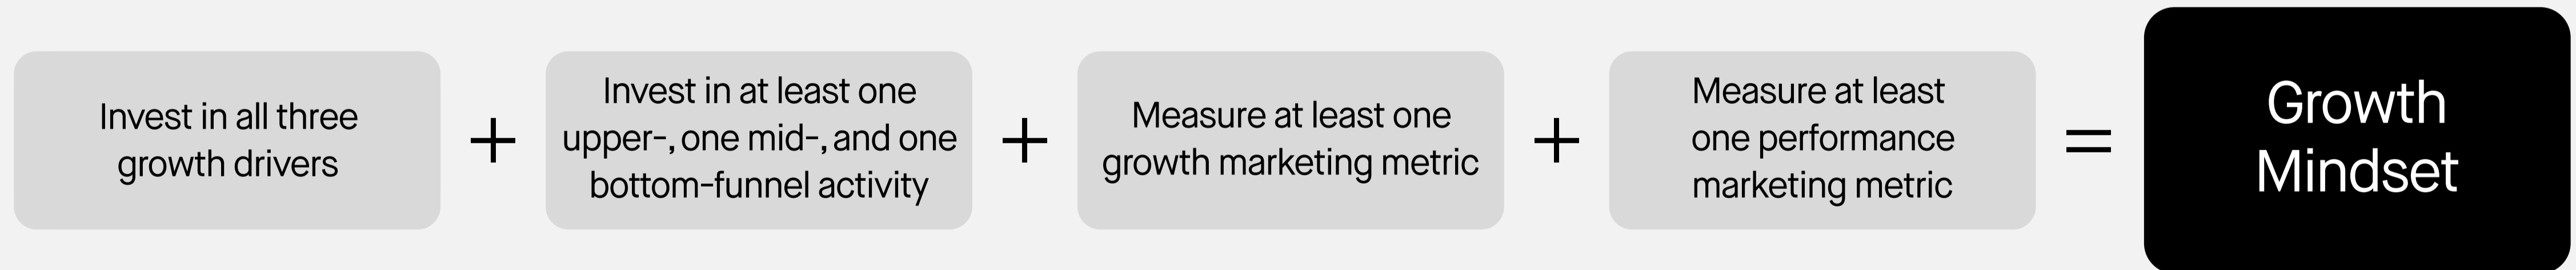 Invest in all three
growth drivers
+
Invest in at least one
upper-, one mid-, and one
bottom-funnel activity
+
Measure at least one
growth marketing metric
+
Measure at least
one performance
marketing metric
=
Growth
Mindset